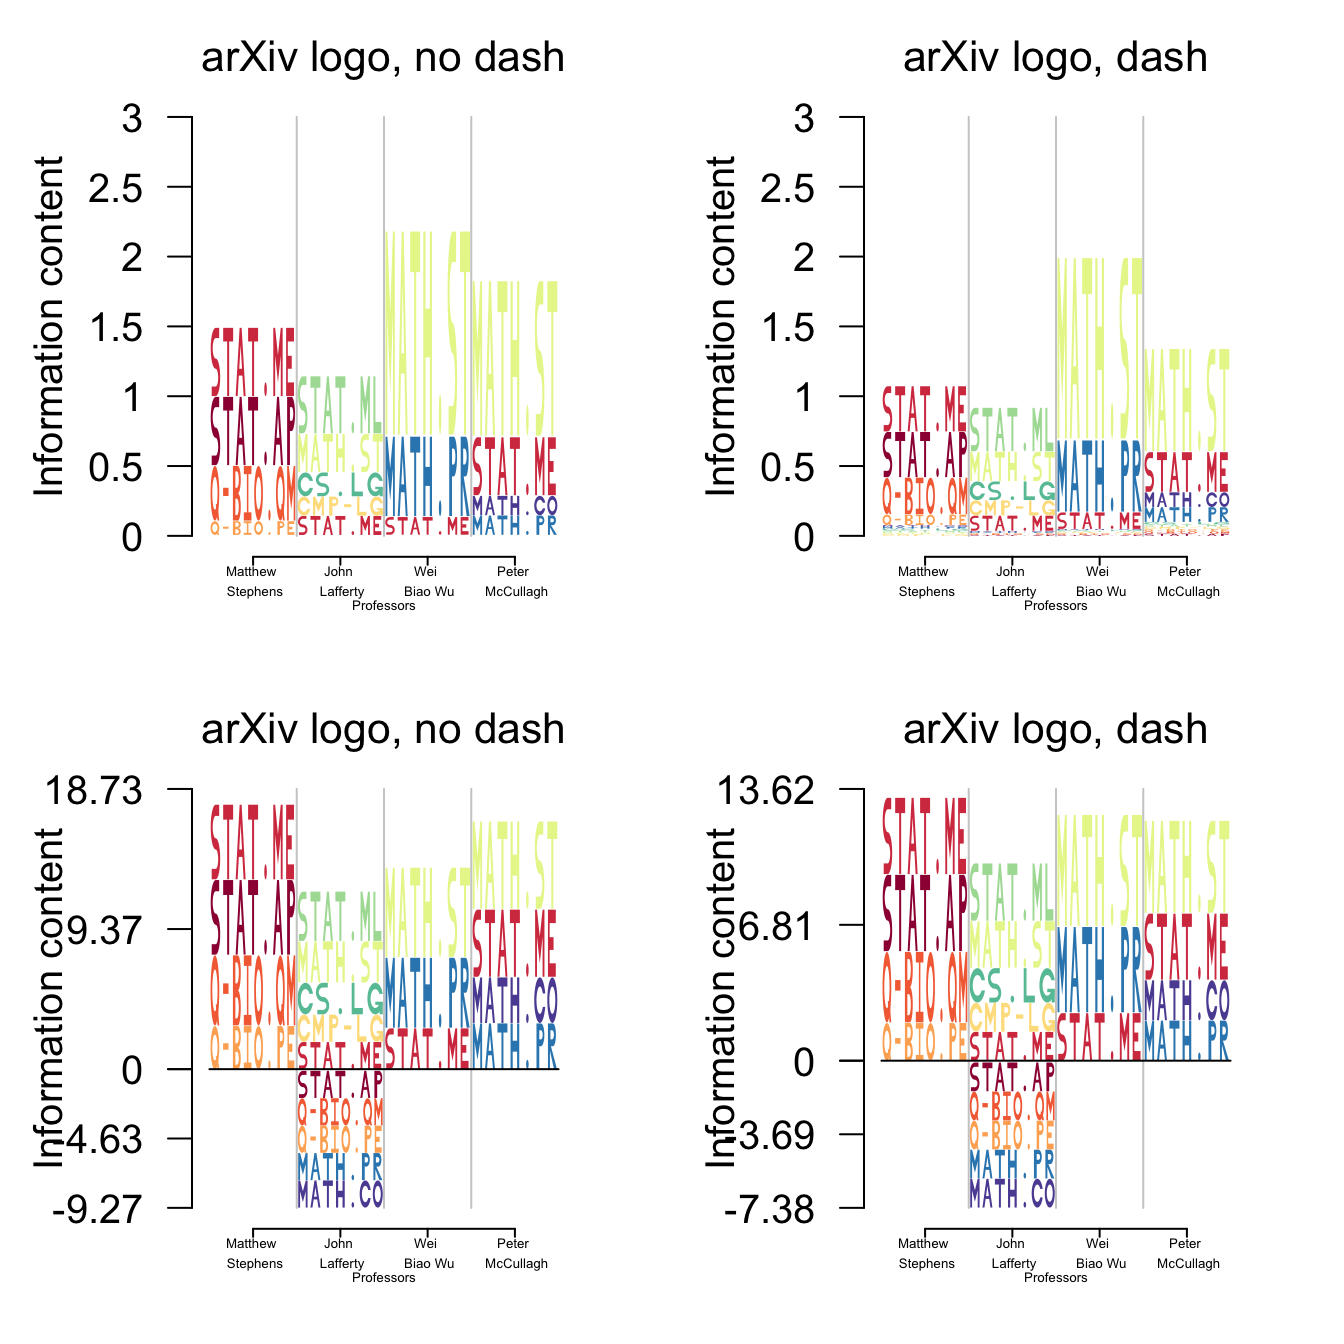 arXiv logo, no dash
Information content
3
2.5
2
1.5
1
0.5
0
STAT.ME
STAT.AP
Q-BIO.QM
Q-BIO.PE
STAT.ML
MATH.ST
CS.LG
CMP-LG
STAT.ME
MATH.ST
MATH.PR
STAT.ME
MATH.ST
STAT.ME
MATH.CO
MATH.PR
Matthew John Wei Peter
Stephens Lafferty Biao Wu McCullagh
Professors
arXiv logo, dash
Information content
3
2.5
2
1.5
1
0.5
0
STAT.ME
STAT.AP
Q-BIO.QM
Q-BIO.PE
STAT.ML
MATH.ST
CS.LG
CMP-LG
STAT.ME
MATH.ST
MATH.PR
STAT.ME
MATH.ST
STAT.ME
MATH.CO
MATH.PR
Matthew John Wei Peter
Stephens Lafferty Biao Wu McCullagh
Professors
arXiv logo, no dash
Information content
18.73
9.37
0
-4.63
-9.27
STAT.ME
STAT.AP
Q-BIO.QM
Q-BIO.PE
STAT.ML
MATH.ST
CS.LG
CMP-LG
STAT.ME
STAT.AP
Q-BIO.QM
Q-BIO.PE
MATH.PR
MATH.CO
MATH.ST
MATH.PR
STAT.ME
MATH.ST
STAT.ME
MATH.CO
MATH.PR
Matthew John Wei Peter
Stephens Lafferty Biao Wu McCullagh
Professors
arXiv logo, dash
Information content
13.62
6.81
0
-3.69
-7.38
STAT.ME
STAT.AP
Q-BIO.QM
Q-BIO.PE
STAT.ML
MATH.ST
CS.LG
CMP-LG
STAT.ME
STAT.AP
Q-BIO.QM
Q-BIO.PE
MATH.PR
MATH.CO
MATH.ST
MATH.PR
STAT.ME
MATH.ST
STAT.ME
MATH.CO
MATH.PR
Matthew John Wei Peter
Stephens Lafferty Biao Wu McCullagh
Professors